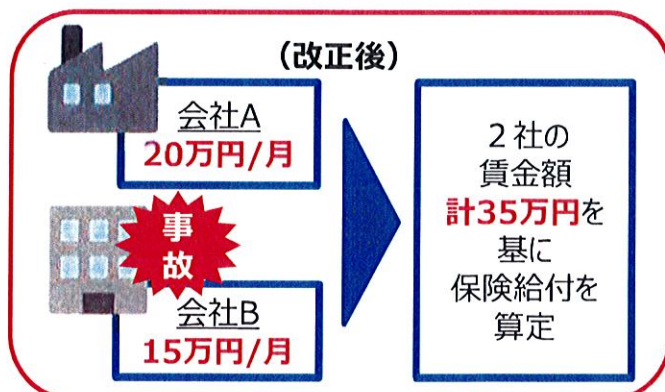 （改正後）
会社A
20万円/月
事故
会社B
15万円/月
２社の
賃金額
計35万円を
基に
保険給付を
算定